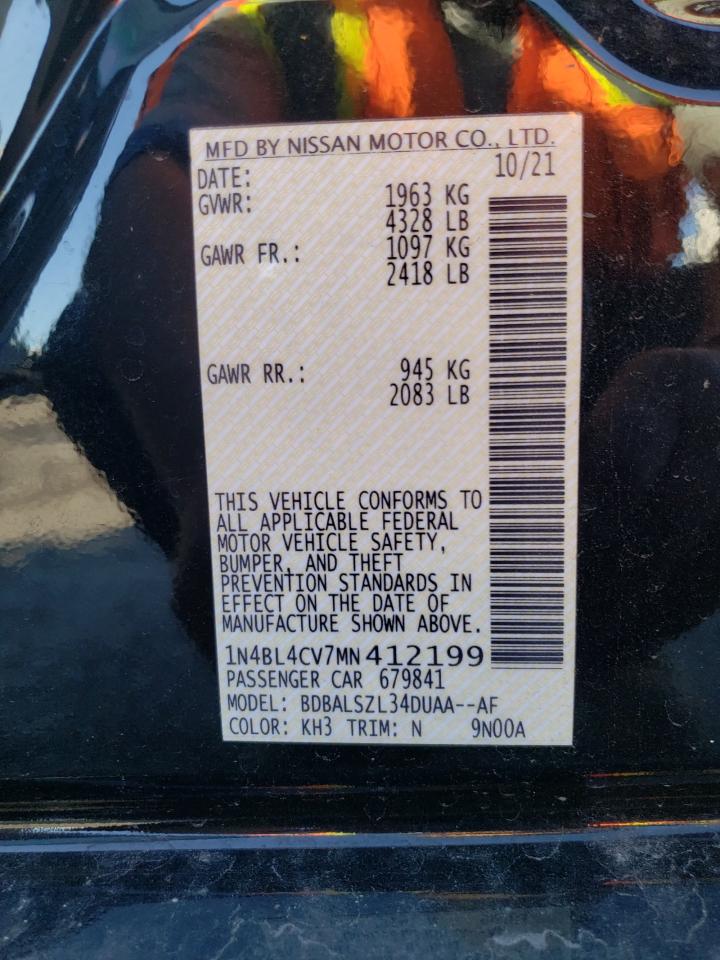 MFD BY NISSAN MOTOR CO., LTD.
DATE: 10/21
GVWR: 1963 KG
4328 LB
GAWR FR.: 1097 KG
2418 LB
GAWR RR.: 945 KG
2083 LB
THIS VEHICLE CONFORMS TO
ALL APPLICABLE FEDERAL
MOTOR VEHICLE SAFETY,
BUMPER, AND THEFT
PREVENTION STANDARDS IN
EFFECT ON THE DATE OF
MANUFACTURE SHOWN ABOVE.
1N4BL4CV7MN412199
PASSENGER CAR 679841
MODEL: BDBALSZL34DUAA--AF
COLOR: KH3 TRIM: N 9N00A